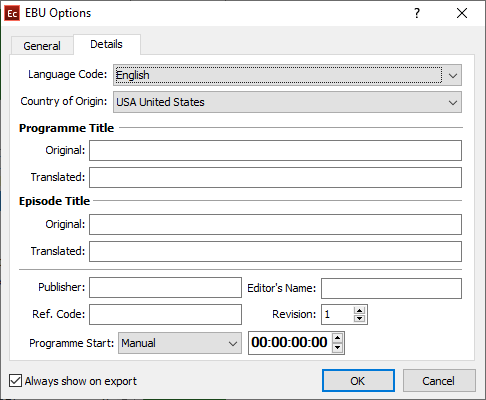 Ec EBU Options
General Details
Language Code: English
Country of Origin: USA United States
Programme Title
Original:
Translated:
Episode Title
Original:
Translated:
Publisher: Editor's Name:
Ref. Code: Revision: 1
Programme Start: Manual 00:00:00:00
Always show on export OK Cancel